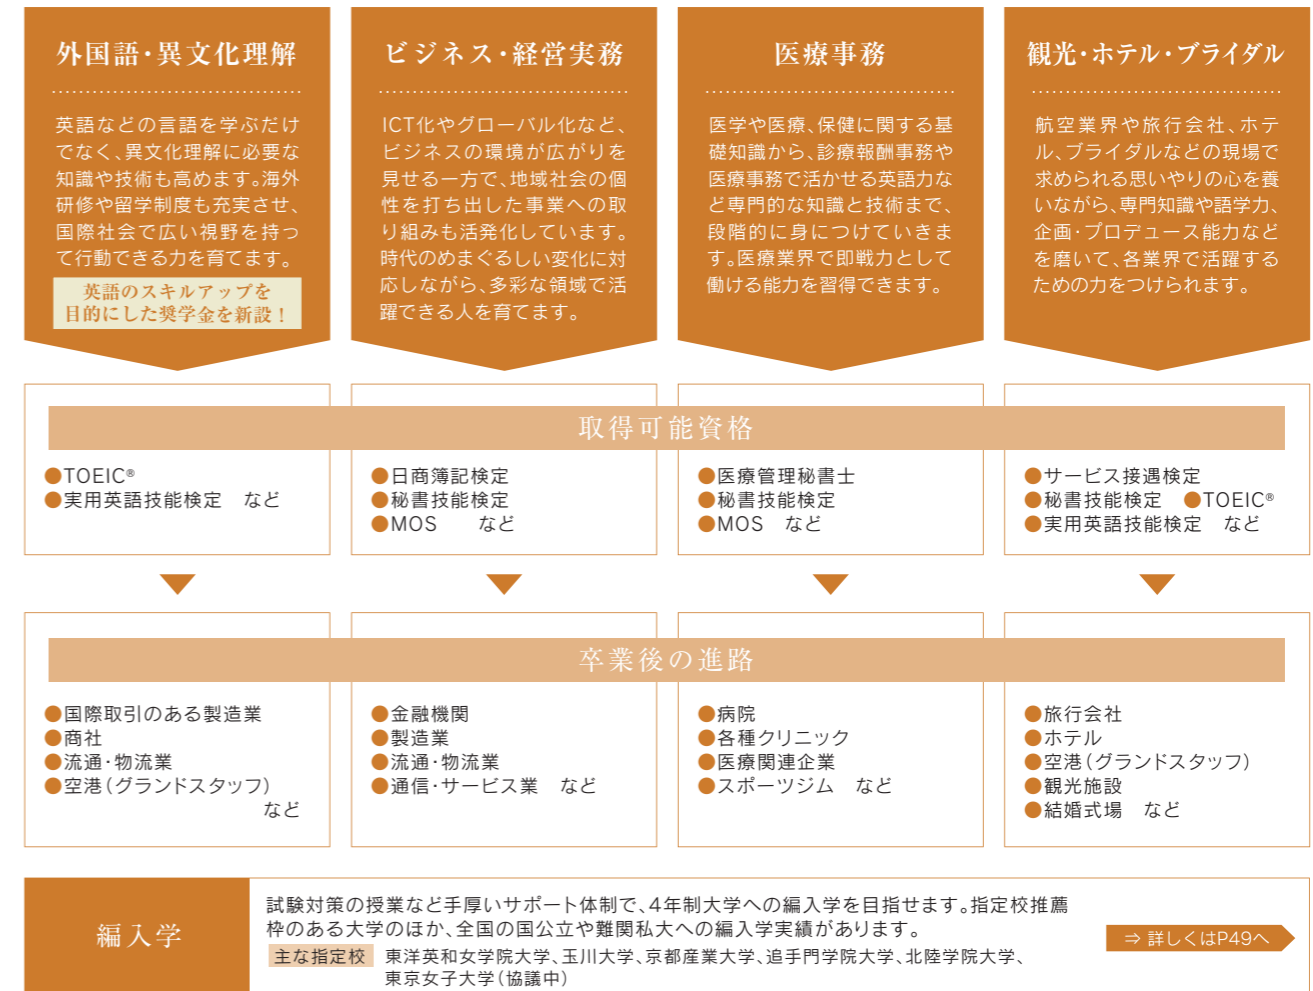 外国語・異文化理解
英語などの言語を学ぶだけ
でなく、異文化理解に必要な
知識や技術も高めます。海外
研修や留学制度も充実させ、
国際社会で広い視野を持っ
て行動できる力を育てます。
英語のスキルアップを
目的にした奨学金を新設！
ビジネス・経営実務
ICT化やグローバル化など、
ビジネスの環境が広がりを
見せる一方で、地域社会の個
性を打ち出した事業への取
り組みも活発化しています。
時代のめまぐるしい変化に対
応しながら、多彩な領域で活
躍できる人を育てます。
医療事務
医学や医療、保健に関する基
礎知識から、診療報酬事務や
医療事務で活かせる英語力な
ど専門的な知識と技術まで、
段階的に身につけていきま
す。医療業界で即戦力として
働ける能力を習得できます。
観光・ホテル・ブライダル
航空業界や旅行会社、ホテ
ル、ブライダルなどの現場で
求められる思いやりの心を養
いながら、専門知識や語学力、
企画・プロデュース能力など
を磨いて、各業界で活躍する
ための力をつけられます。
取得可能資格
●TOEIC®
●実用英語技能検定　など
●日商簿記検定
●秘書技能検定
●MOS　　など
●医療管理秘書士
●秘書技能検定
●MOS　など
●サービス接遇検定
●秘書技能検定　●TOEIC®
●実用英語技能検定　など
卒業後の進路
●国際取引のある製造業
●商社
●流通・物流業
●空港（グランドスタッフ）
など
●金融機関
●製造業
●流通・物流業
●通信・サービス業　など
●病院
●各種クリニック
●医療関連企業
●スポーツジム　など
●旅行会社
●ホテル
●空港（グランドスタッフ）
●観光施設
●結婚式場　など
編入学
試験対策の授業など手厚いサポート体制で、4年制大学への編入学を目指せます。指定校推薦
枠のある大学のほか、全国の国公立や難関私大への編入学実績があります。
主な指定校　東洋英和女学院大学、玉川大学、京都産業大学、追手門学院大学、北陸学院大学、
東京女子大学（協議中）
⇒ 詳しくはP49へ